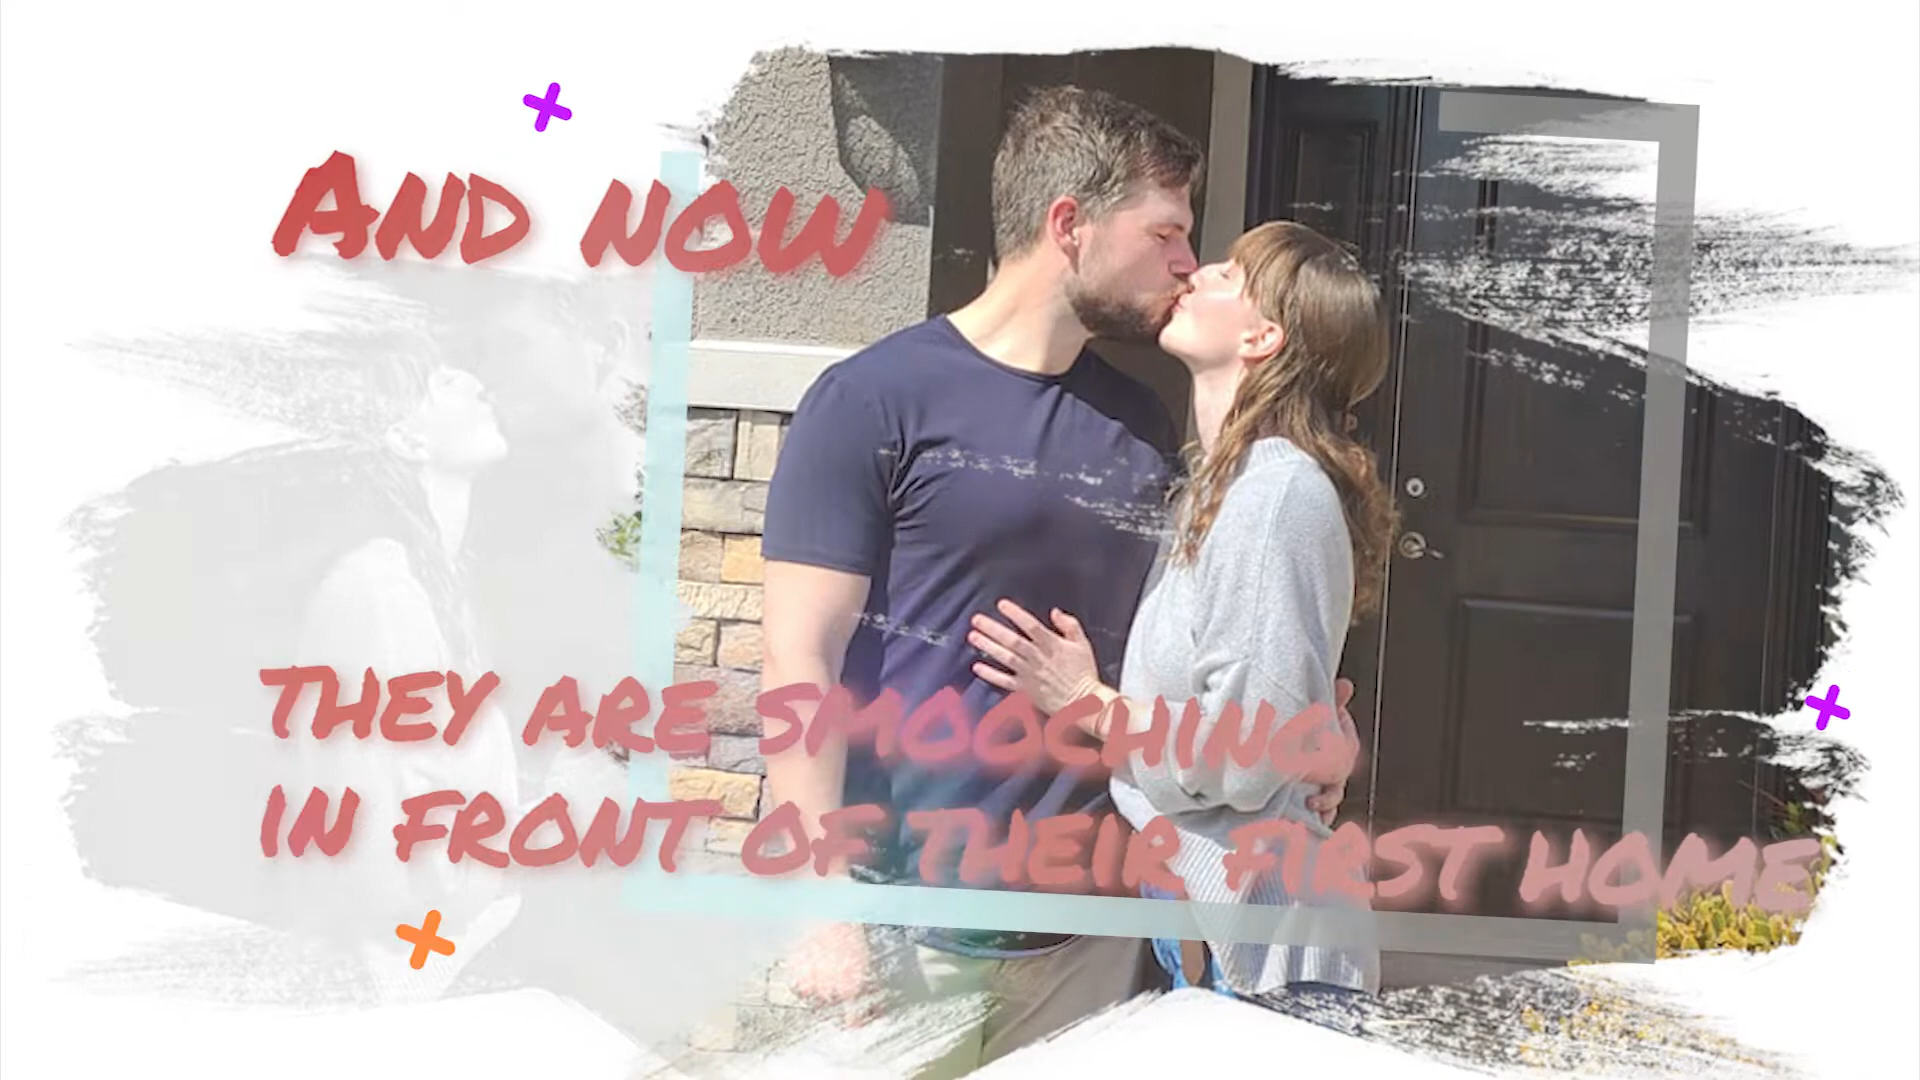 And now
they are smooching
in front of their first home